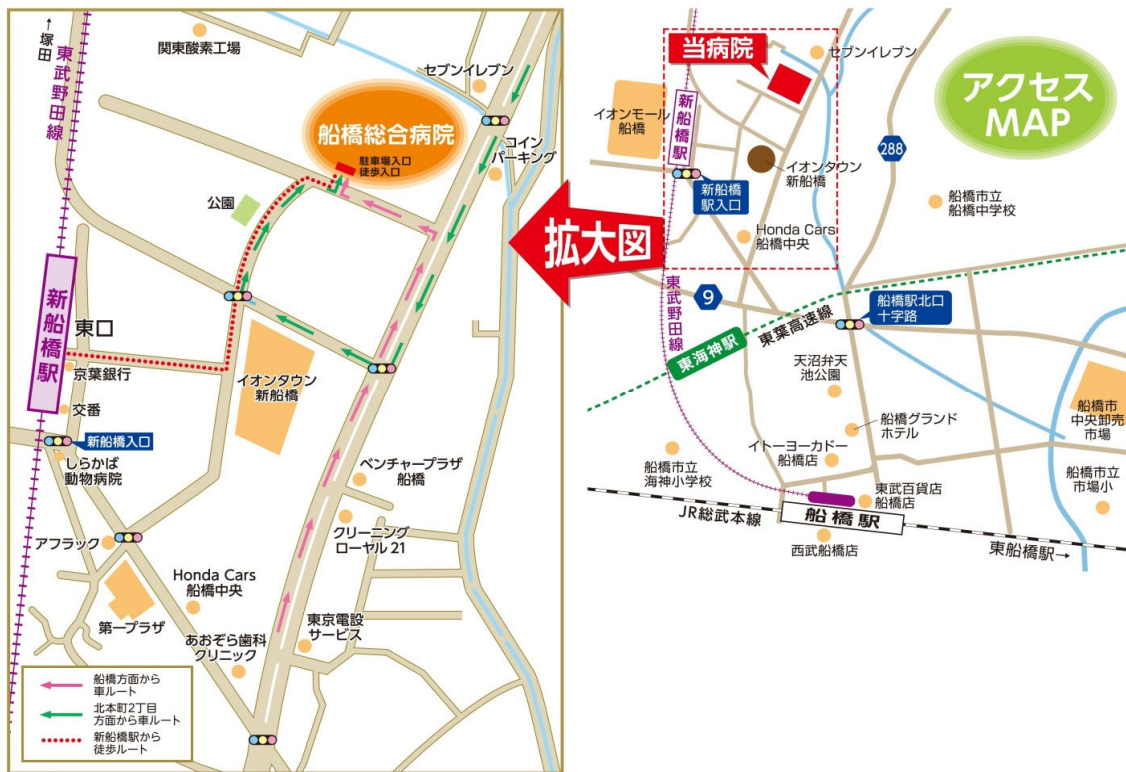 ←塚田
東武野田線
関東酸素工場
セブンイレブン
船橋総合病院
駐車場入口
徒歩入口
コイン
パーキング
公園
新船橋駅
東口
京葉銀行
交番
新船橋入口
しらかば
動物病院
イオンタウン
新船橋
ベンチャープラザ
船橋
クリーニング
ローヤル21
アフラック
第一プラザ
Honda Cars
船橋中央
あおぞら歯科
クリニック
東京電設
サービス
船橋方面から
車ルート
北本町2丁目
方面から車ルート
新船橋駅から
徒歩ルート
拡大図
アクセス
MAP
当病院
セブンイレブン
イオンモール
船橋
新船橋駅
新船橋
駅入口
イオンタウン
新船橋
288
船橋市立
船橋中学校
Honda Cars
船橋中央
東武野田線
9
東海神駅
東葉高速線
船橋駅北口
十字路
天沼弁天
池公園
船橋グランド
ホテル
イトーヨーカドー
船橋店
船橋市立
海神小学校
船橋市
中央卸売
市場
船橋市立
市場小
東武百貨店
船橋店
JR総武本線
船橋駅
西武船橋店
東船橋駅→